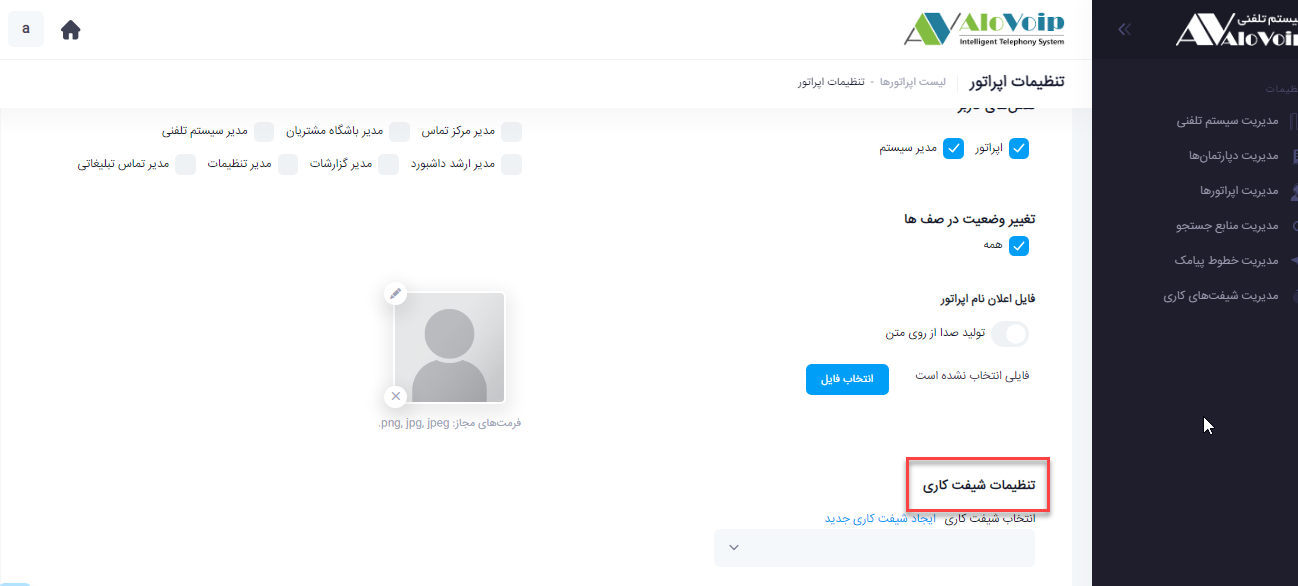 a
AloVoip
Intelligent Telephony System
سیستم تلفنی
AloVoip
تنظیمات اپراتور
لیست اپراتورها - تنظیمات اپراتور
تنظیمات
مدیریت سیستم تلفنی
مدیریت دپارتمان‌ها
مدیریت اپراتورها
مدیریت منابع جستجو
مدیریت خطوط پیامک
مدیریت شیفت‌های کاری
نقش‌های کاربر
اپراتور
مدیر سیستم
مدیر مرکز تماس
مدیر باشگاه مشتریان
مدیر سیستم تلفنی
مدیر ارشد داشبورد
مدیر گزارشات
مدیر تنظیمات
مدیر تماس تبلیغاتی
تغییر وضعیت در صف ها
همه
فایل اعلان نام اپراتور
تولید صدا از روی متن
فایلی انتخاب نشده است
انتخاب فایل
فرمت‌های مجاز: png, jpg, jpeg.
تنظیمات شیفت کاری
انتخاب شیفت کاری ایجاد شیفت کاری جدید